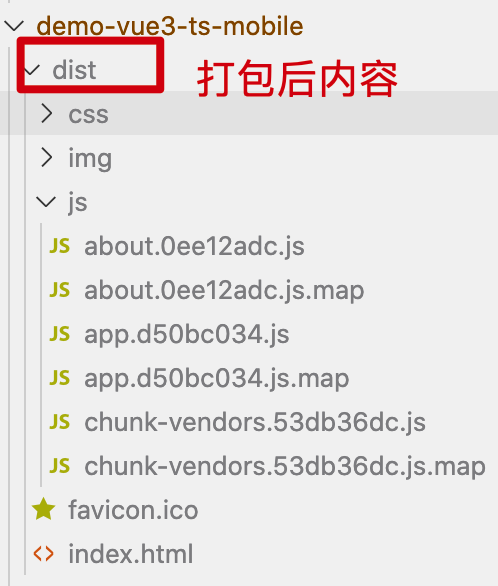 demo-vue3-ts-mobile
dist
打包后内容
css
img
js
JS about.0ee12adc.js
JS about.0ee12adc.js.map
JS app.d50bc034.js
JS app.d50bc034.js.map
JS chunk-vendors.53db36dc.js
JS chunk-vendors.53db36dc.js.map
favicon.ico
index.html